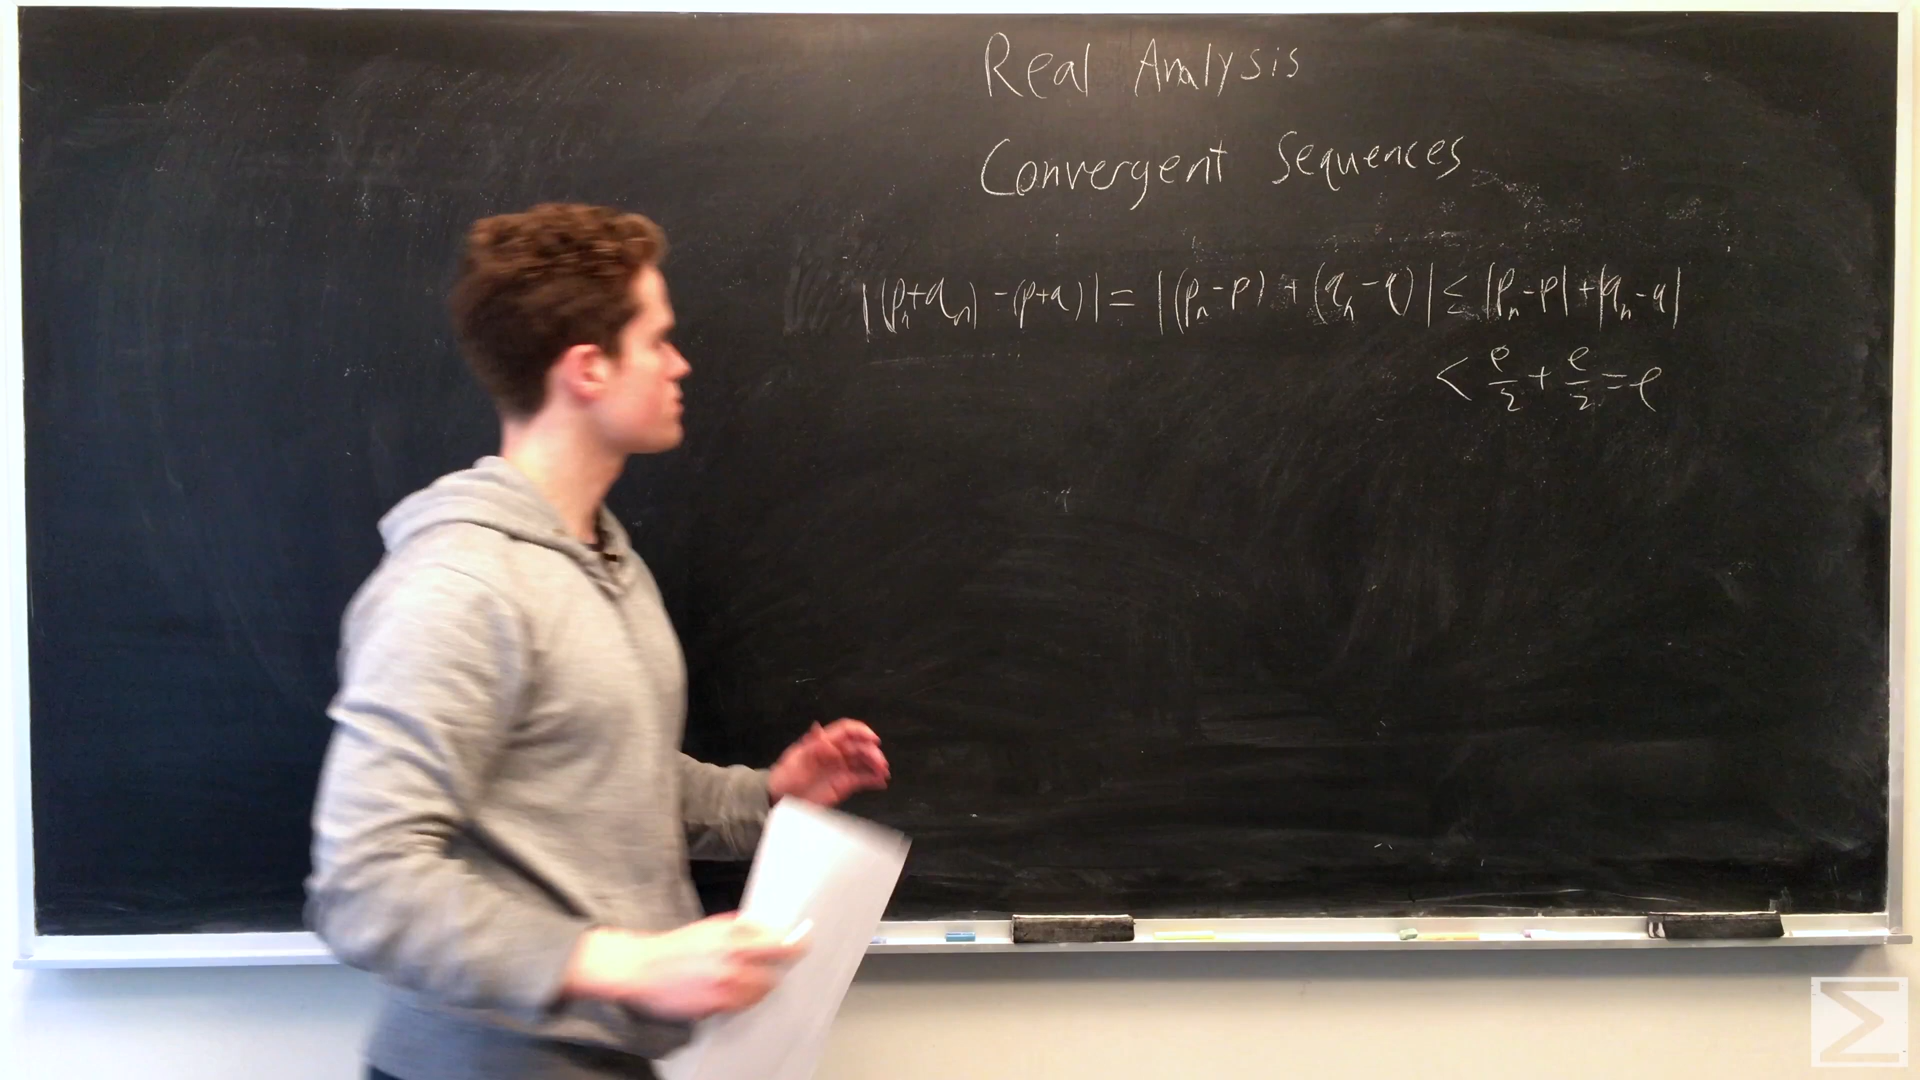 Real Analysis
Convergent Sequences
|(pₙ+qₙ) - (p+q)| = |(pₙ-p) + (qₙ-q)| ≤ |pₙ-p| + |qₙ-q|
< e/2 + e/2 = e
Σ